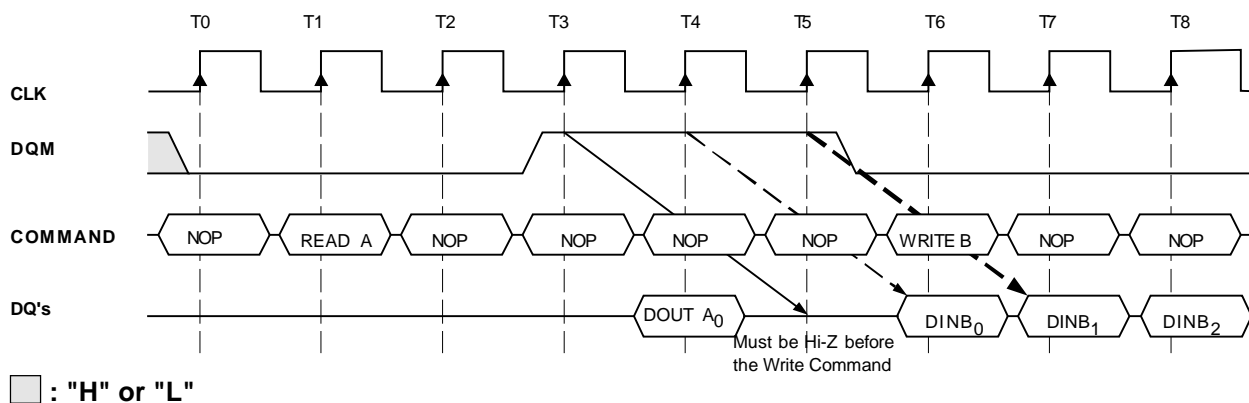 T0 T1 T2 T3 T4 T5 T6 T7 T8
CLK
DQM
COMMAND NOP READ A NOP NOP NOP NOP WRITE B NOP NOP
DQ's DOUT A0 DINB0 DINB1 DINB2
Must be Hi-Z before
the Write Command
: "H" or "L"